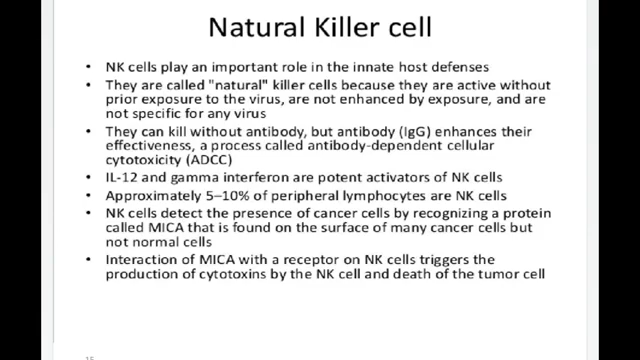 Natural Killer cell
• NK cells play an important role in the innate host defenses
• They are called "natural" killer cells because they are active without
prior exposure to the virus, are not enhanced by exposure, and are
not specific for any virus
• They can kill without antibody, but antibody (IgG) enhances their
effectiveness, a process called antibody-dependent cellular
cytotoxicity (ADCC)
• IL-12 and gamma interferon are potent activators of NK cells
• Approximately 5–10% of peripheral lymphocytes are NK cells
• NK cells detect the presence of cancer cells by recognizing a protein
called MICA that is found on the surface of many cancer cells but
not normal cells
• Interaction of MICA with a receptor on NK cells triggers the
production of cytotoxins by the NK cell and death of the tumor cell